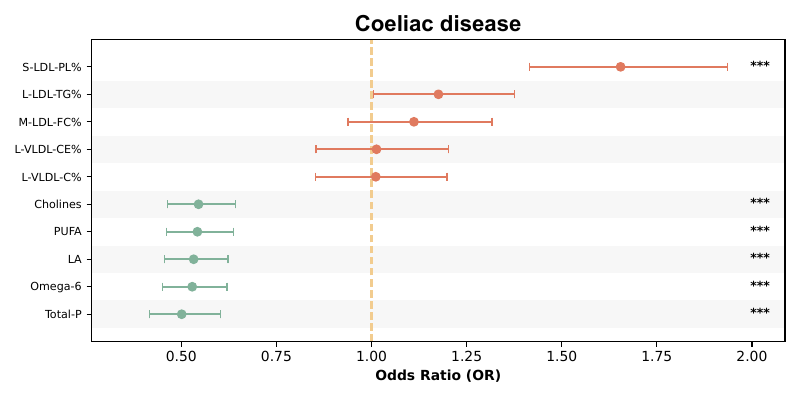 Coeliac disease
S-LDL-PL% ***
L-LDL-TG%
M-LDL-FC%
L-VLDL-CE%
L-VLDL-C%
Cholines ***
PUFA ***
LA ***
Omega-6 ***
Total-P ***
0.50 0.75 1.00 1.25 1.50 1.75 2.00
Odds Ratio (OR)